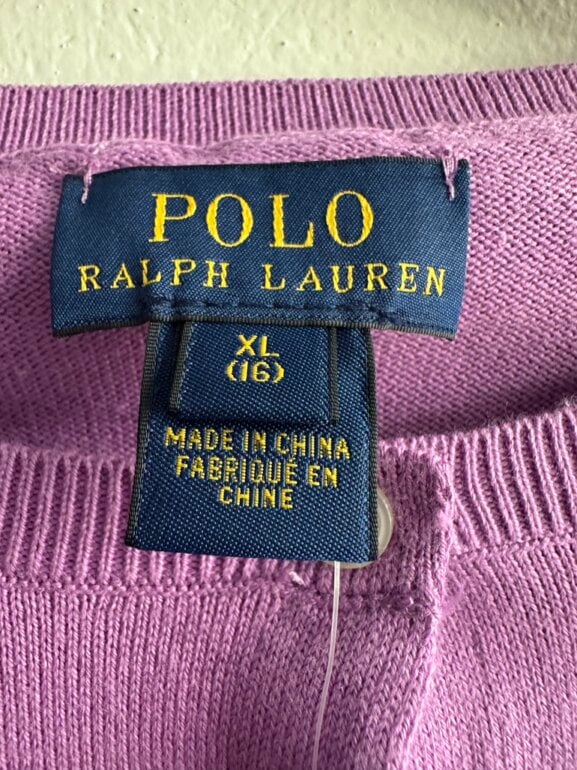 POLO
RALPH LAUREN
XL
(16)
MADE IN CHINA
FABRIQUÉ EN
CHINE